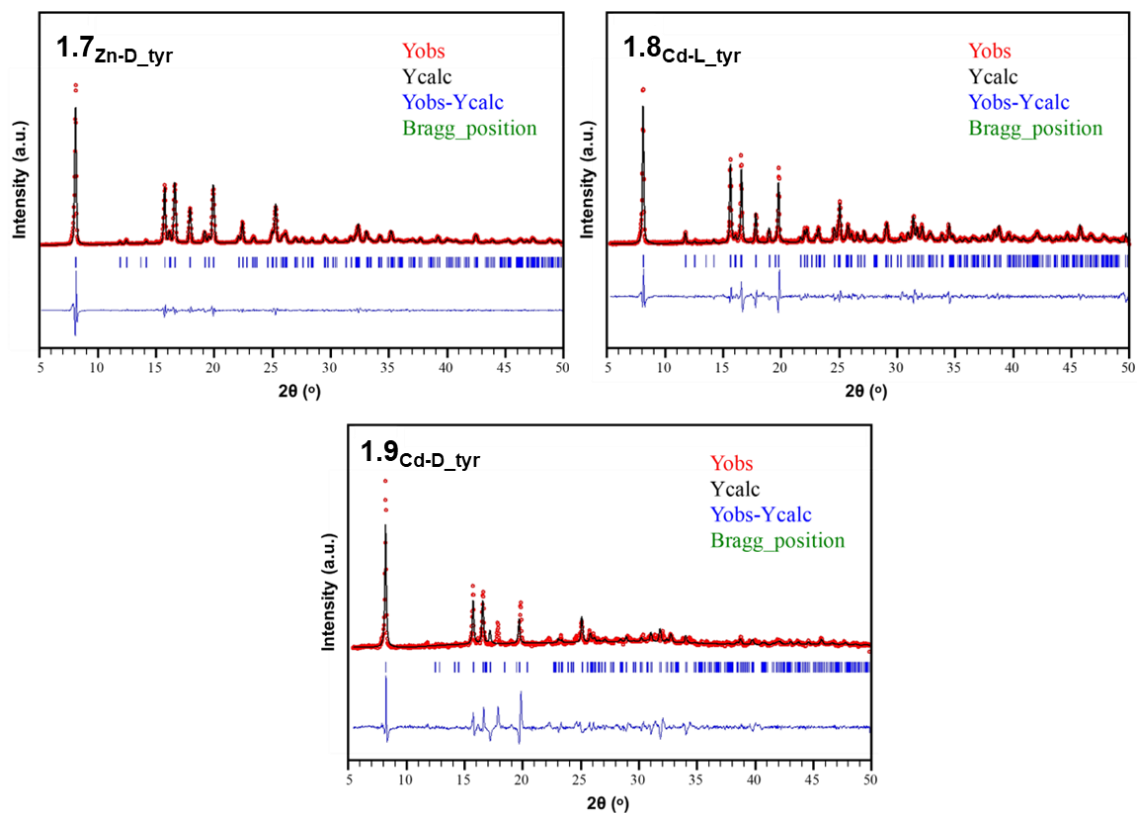 1.7Zn-D_tyr
Yobs
Ycalc
Yobs-Ycalc
Bragg_position
Intensity (a.u.)
5 10 15 20 25 30 35 40 45 50
2θ (º)
1.8Cd-L_tyr
Yobs
Ycalc
Yobs-Ycalc
Bragg_position
Intensity (a.u.)
5 10 15 20 25 30 35 40 45 50
2θ (º)
1.9Cd-D_tyr
Yobs
Ycalc
Yobs-Ycalc
Bragg_position
Intensity (a.u.)
5 10 15 20 25 30 35 40 45 50
2θ (º)